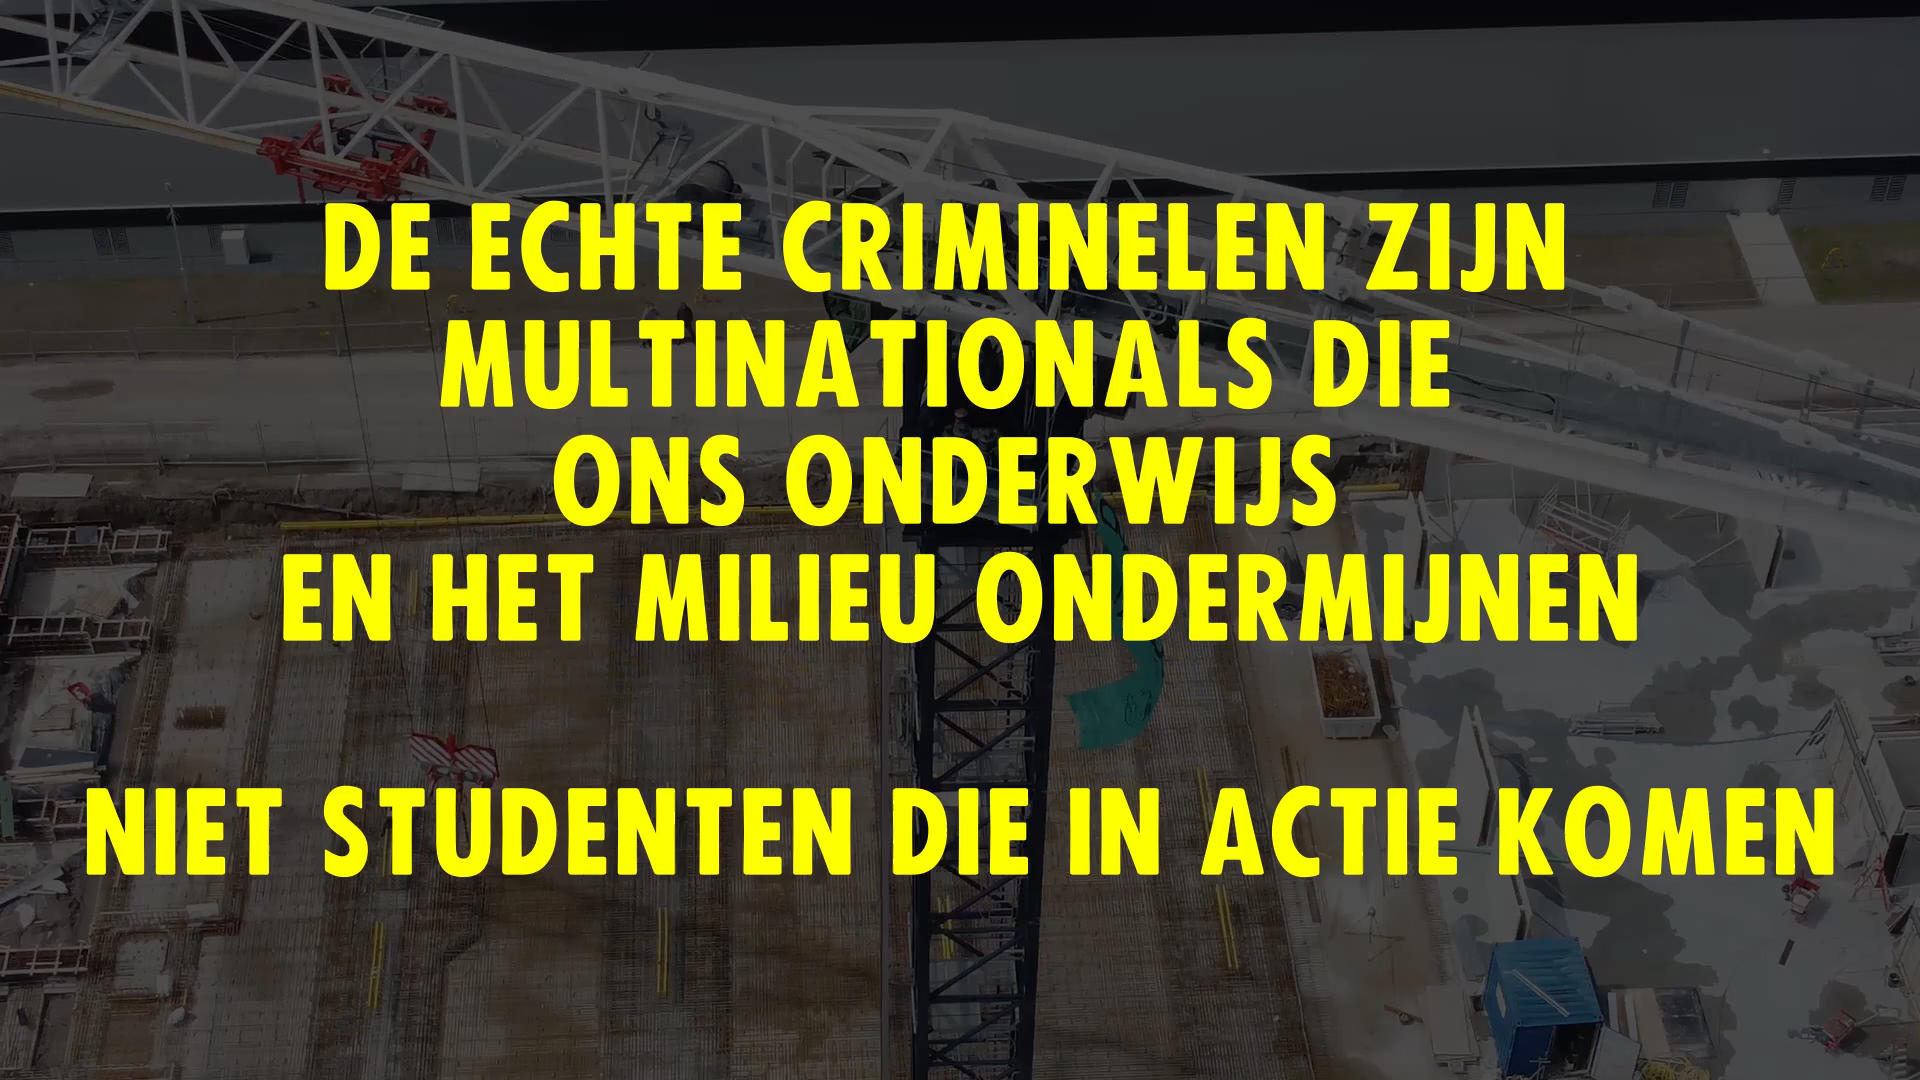 DE ECHTE CRIMINELEN ZIJN
MULTINATIONALS DIE
ONS ONDERWIJS
EN HET MILIEU ONDERMIJNEN
NIET STUDENTEN DIE IN ACTIE KOMEN